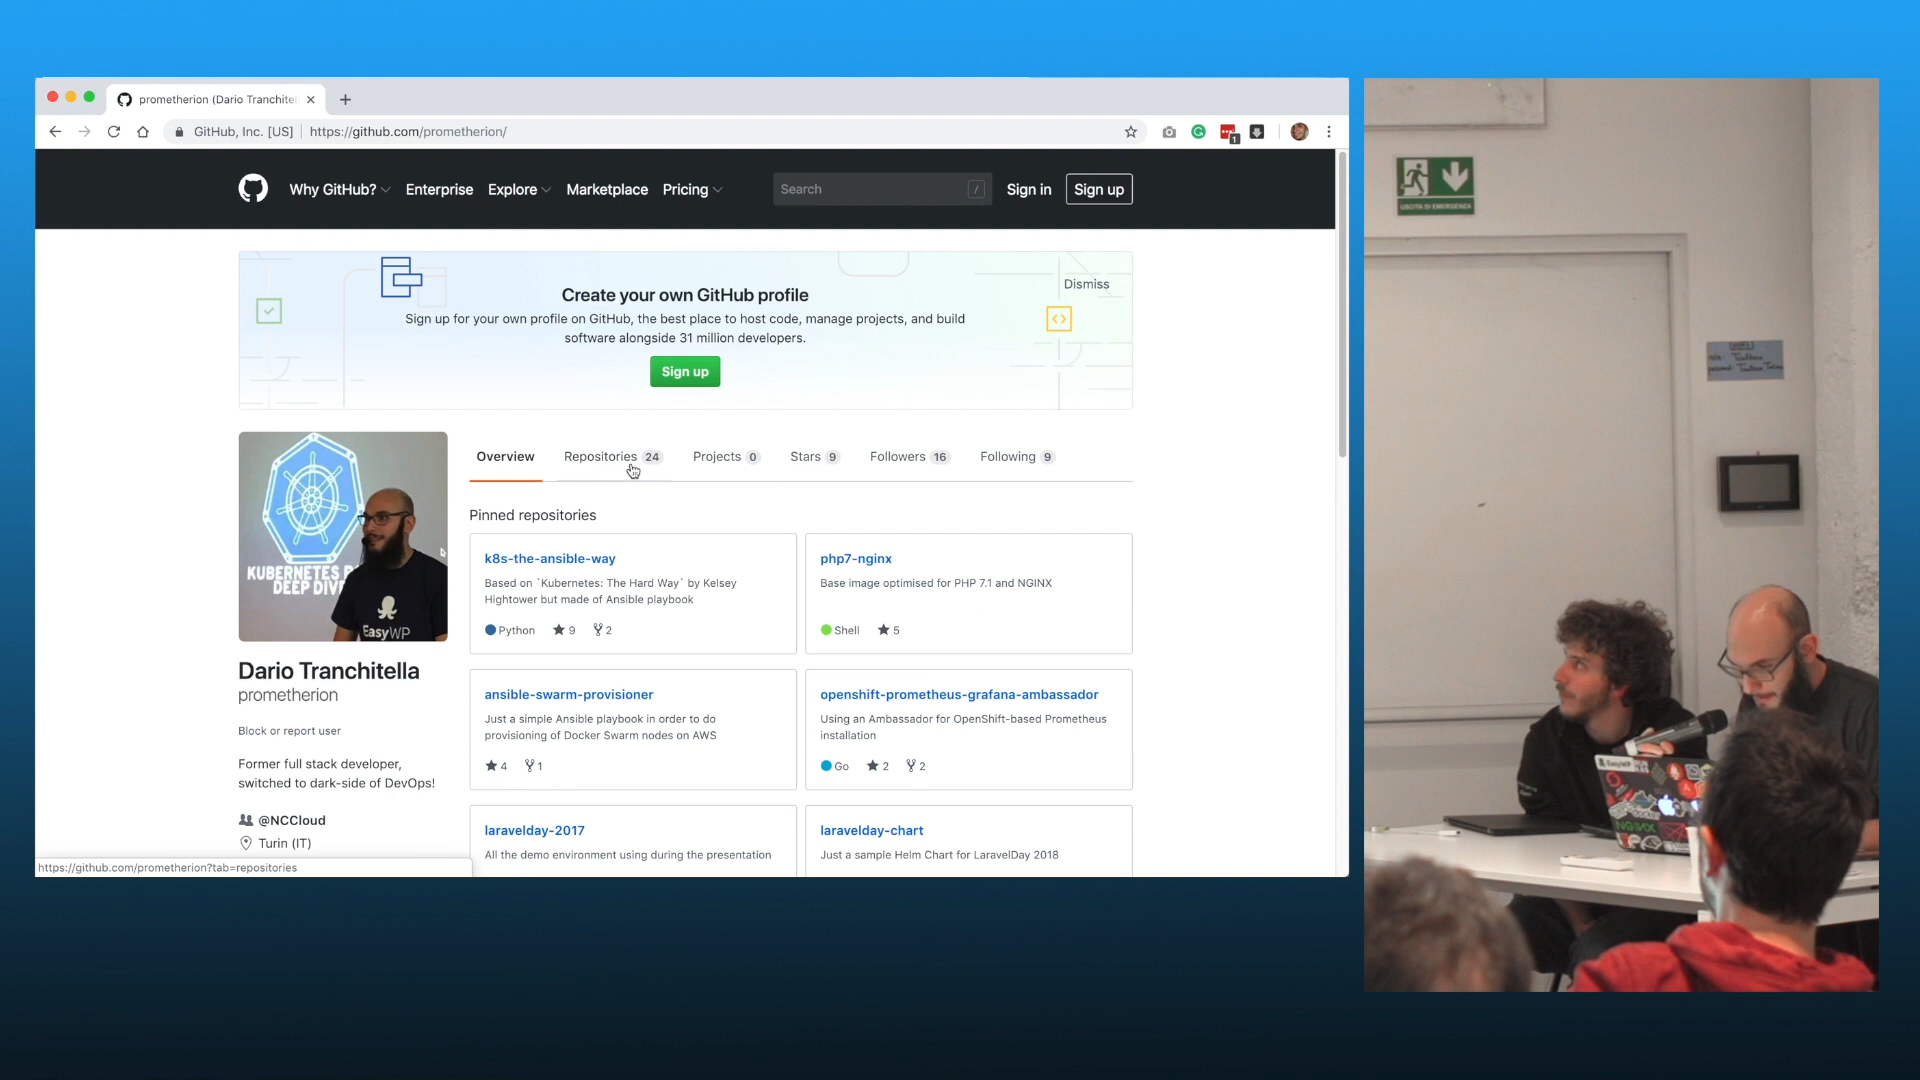 prometherion (Dario Tranchitel
GitHub, Inc. [US] https://github.com/prometherion/
1
Why GitHub? Enterprise Explore Marketplace Pricing Search / Sign in Sign up
Create your own GitHub profile
Dismiss
Sign up for your own profile on GitHub, the best place to host code, manage projects, and build
software alongside 31 million developers.
Sign up
Overview Repositories 24 Projects 0 Stars 9 Followers 16 Following 9
Pinned repositories
k8s-the-ansible-way
Based on `Kubernetes: The Hard Way` by Kelsey
Hightower but made of Ansible playbook
Python 9 2
php7-nginx
Base image optimised for PHP 7.1 and NGINX
Shell 5
ansible-swarm-provisioner
Just a simple Ansible playbook in order to do
provisioning of Docker Swarm nodes on AWS
4 1
openshift-prometheus-grafana-ambassador
Using an Ambassador for OpenShift-based Prometheus
installation
Go 2 2
laravelday-2017
All the demo environment using during the presentation
laravelday-chart
Just a sample Helm Chart for LaravelDay 2018
KUBERNETES
DEEP DIV
EasyWP
Dario Tranchitella
prometherion
Block or report user
Former full stack developer,
switched to dark-side of DevOps!
@NCCloud
Turin (IT)
https://github.com/prometherion?tab=repositories
USCITA DI EMERGENZA
EasyWP
NGINX